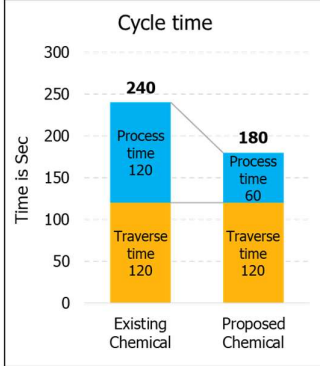 Cycle time
300
250
200
150
100
50
0
Time is Sec
240
Process
time
120
Traverse
time
120
180
Process
time
60
Traverse
time
120
Existing
Chemical
Proposed
Chemical